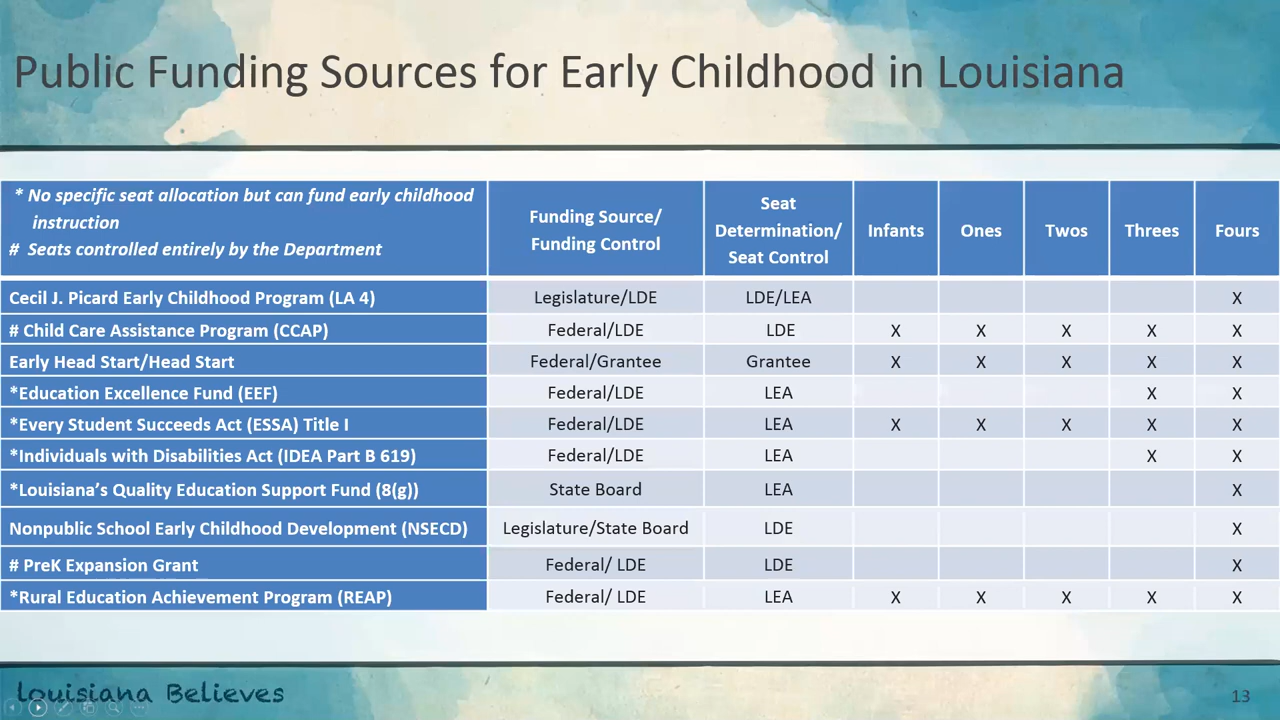 Public Funding Sources for Early Childhood in Louisiana
* No specific seat allocation but can fund early childhood
instruction
# Seats controlled entirely by the Department
Funding Source/
Funding Control
Seat
Determination/
Seat Control
Infants
Ones
Twos
Threes
Fours
Cecil J. Picard Early Childhood Program (LA 4) Legislature/LDE LDE/LEA X
# Child Care Assistance Program (CCAP) Federal/LDE LDE X X X X X
Early Head Start/Head Start Federal/Grantee Grantee X X X X X
*Education Excellence Fund (EEF) Federal/LDE LEA X X
*Every Student Succeeds Act (ESSA) Title I Federal/LDE LEA X X X X X
*Individuals with Disabilities Act (IDEA Part B 619) Federal/LDE LEA X X
*Louisiana's Quality Education Support Fund (8(g)) State Board LEA X
Nonpublic School Early Childhood Development (NSECD) Legislature/State Board LDE X
# PreK Expansion Grant Federal/ LDE LDE X
*Rural Education Achievement Program (REAP) Federal/ LDE LEA X X X X X
Louisiana Believes
13